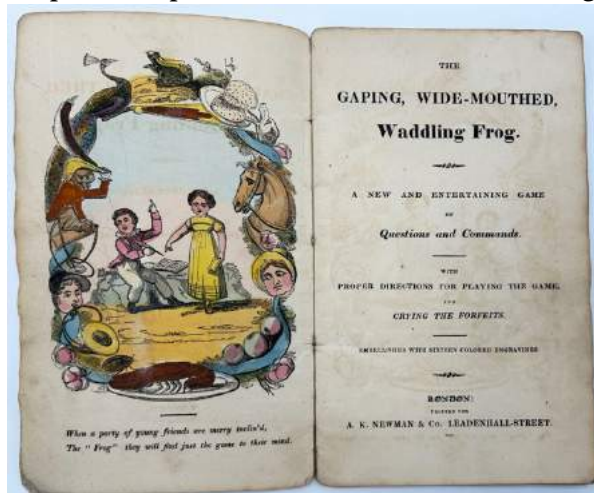 When a party of young friends are merry inclin'd,
The "Frog" they will find just the game to their mind.
THE
GAPING, WIDE-MOUTHED,
Waddling Frog.
A NEW AND ENTERTAINING GAME
OF
Questions and Commands.
WITH
PROPER DIRECTIONS FOR PLAYING THE GAME,
AND
CRYING THE FORFEITS.
EMBELLISHED WITH SIXTEEN COLORED ENGRAVINGS
LONDON:
PRINTED FOR
A. K. NEWMAN & Co. LEADENHALL-STREET.